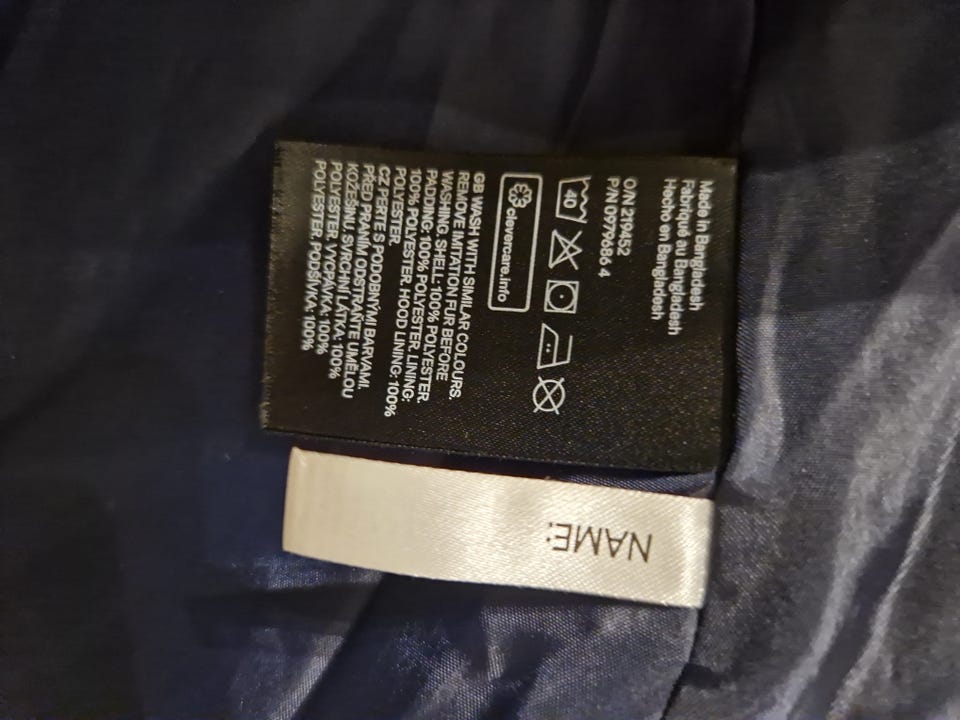 Made in Bangladesh
Fabriqué au Bangladesh
Hecho en Bangladesh
O/N 219452
P/N 0979686 4
40
clevercare.info
GB WASH WITH SIMILAR COLOURS.
REMOVE IMITATION FUR BEFORE
WASHING. SHELL: 100% POLYESTER.
PADDING: 100% POLYESTER. LINING:
100% POLYESTER. HOOD LINING: 100%
POLYESTER.
CZ PERTE S PODOBNÝMI BARVAMI.
PŘED PRANÍM ODSTRAŇTE UMĚLOU
KOŽEŠINU. SVRCHNÍ LÁTKA: 100%
POLYESTER. VÝCPÁVKA: 100%
POLYESTER. PODŠÍVKA: 100%
NAME: